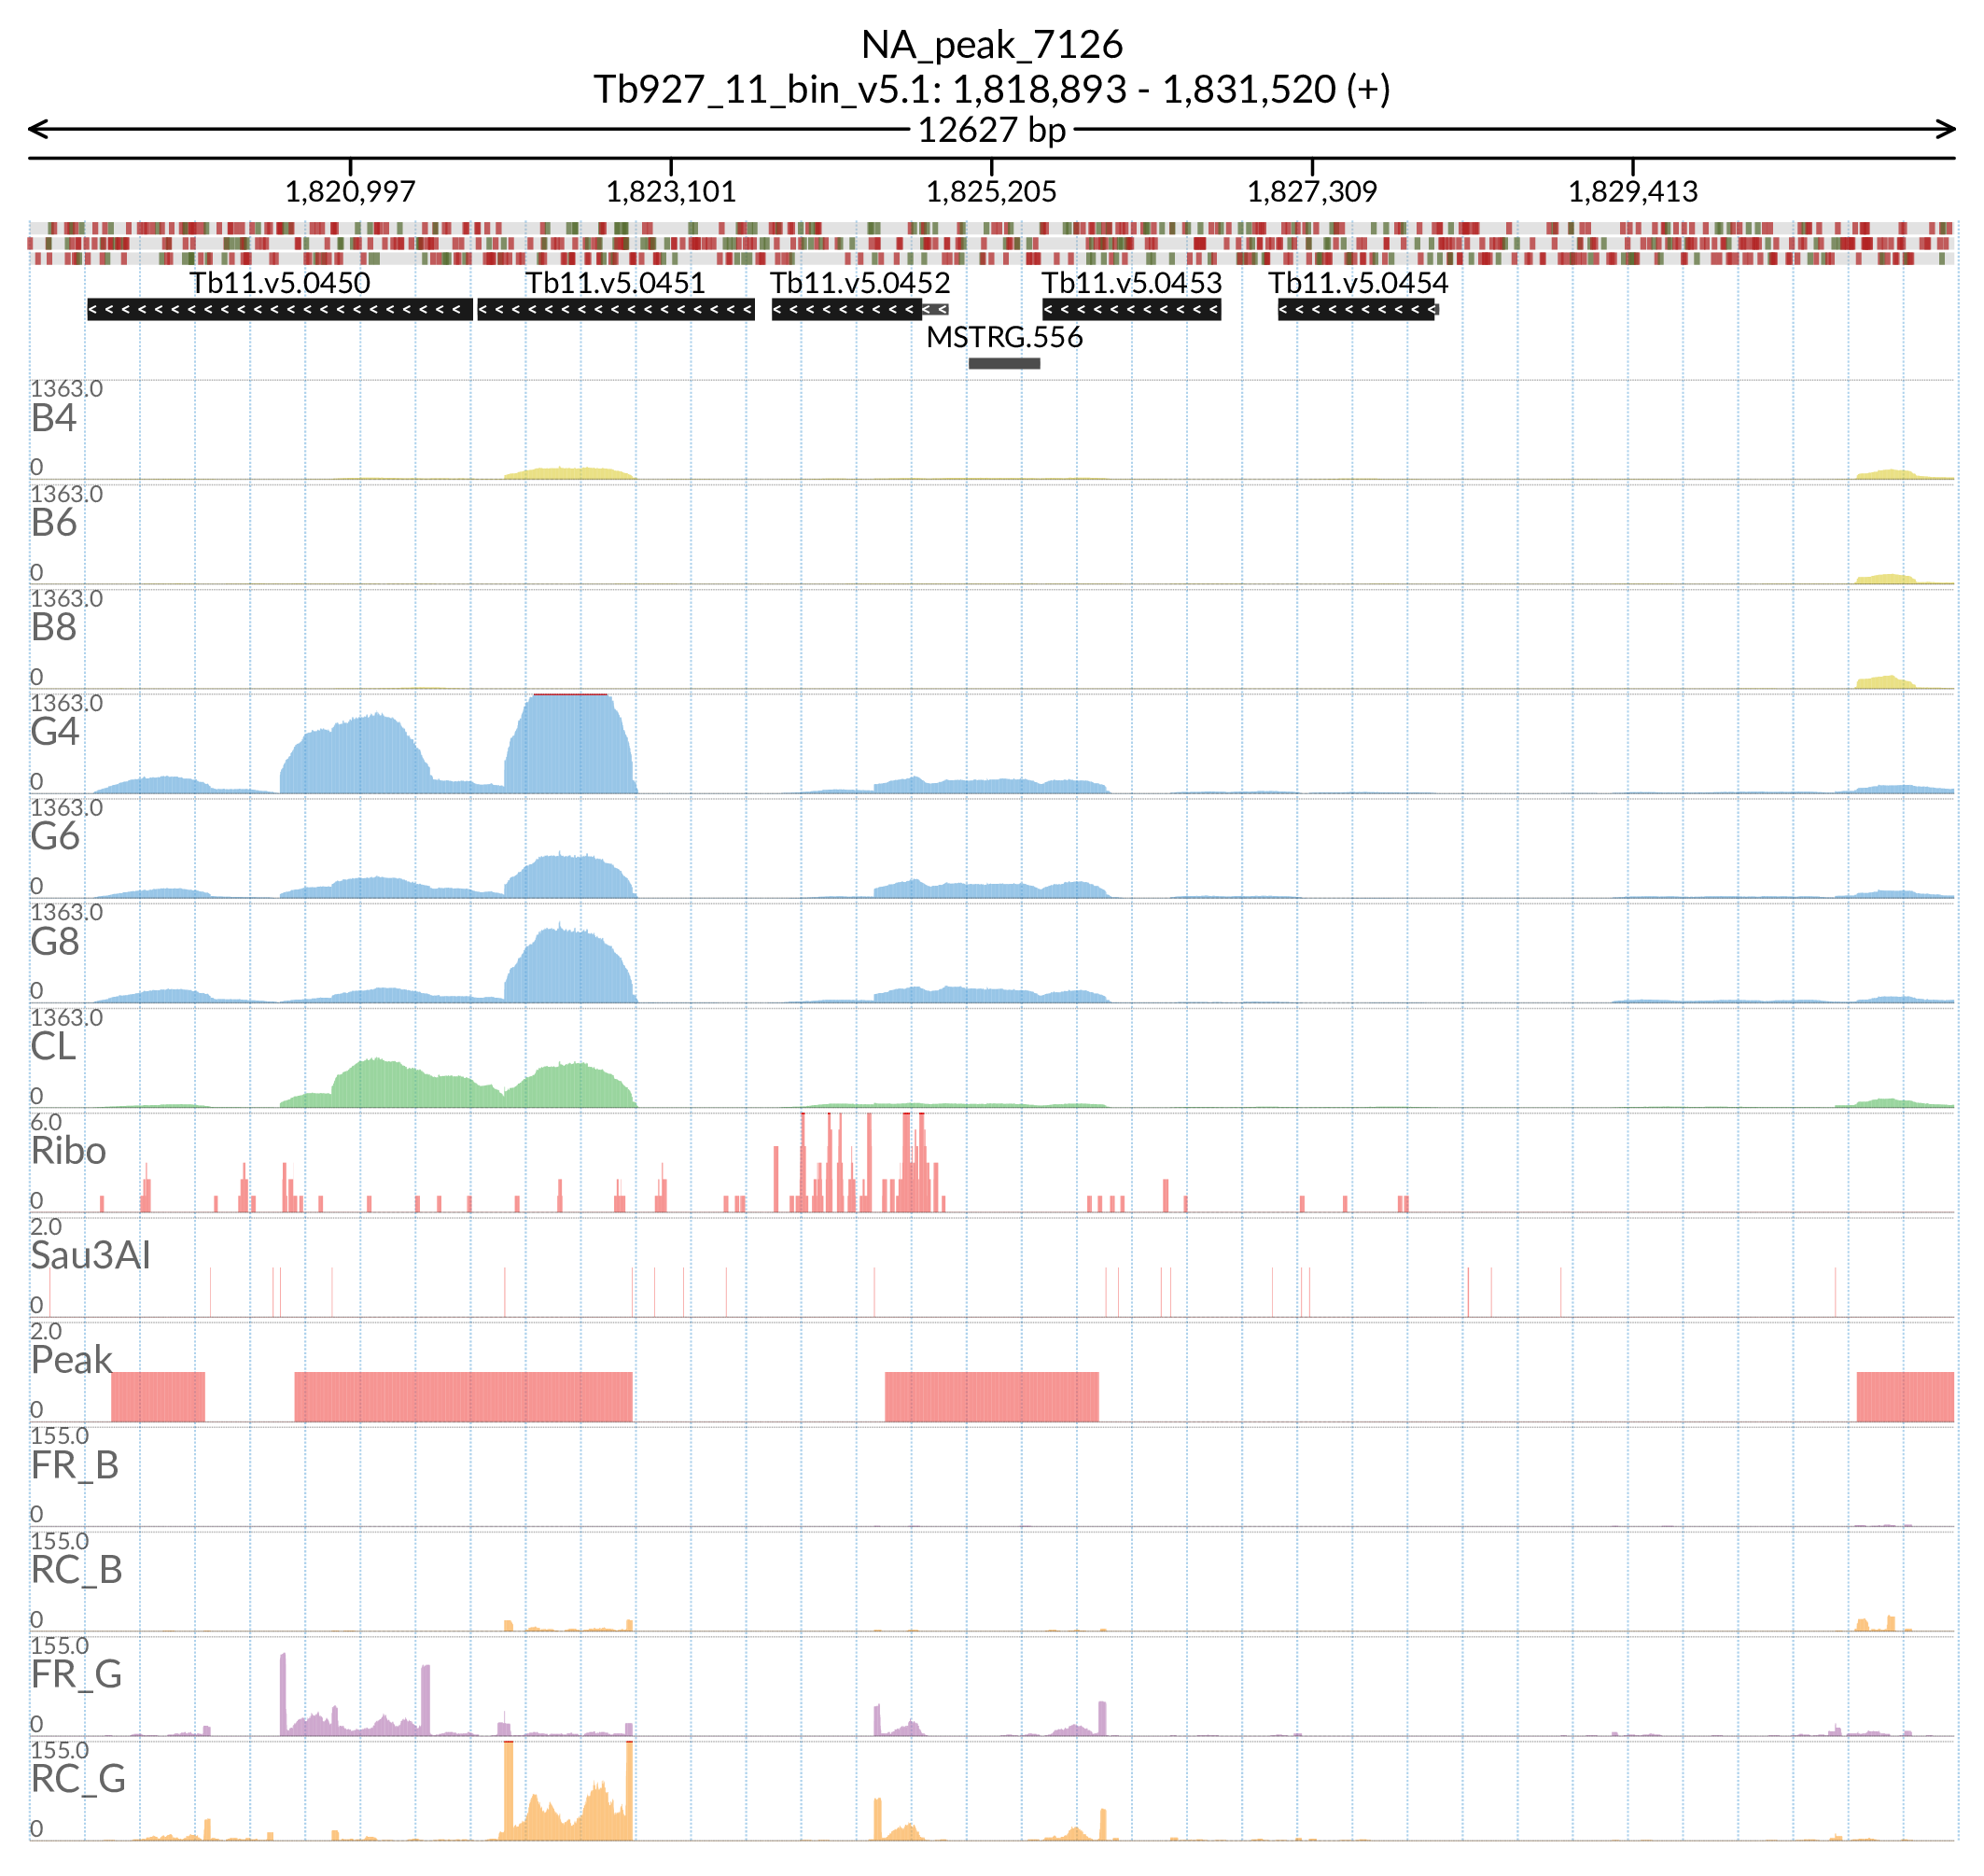 NA_peak_7126
Tb927_11_bin_v5.1: 1,818,893 - 1,831,520 (+)
12627 bp
1,820,997 1,823,101 1,825,205 1,827,309 1,829,413
Tb11.v5.0450 Tb11.v5.0451 Tb11.v5.0452 Tb11.v5.0453 Tb11.v5.0454
MSTRG.556
1363.0
B4
0
1363.0
B6
0
1363.0
B8
0
1363.0
G4
0
1363.0
G6
0
1363.0
G8
0
1363.0
CL
0
6.0
Ribo
0
2.0
Sau3AI
0
2.0
Peak
0
155.0
FR_B
0
155.0
RC_B
0
155.0
FR_G
0
155.0
RC_G
0